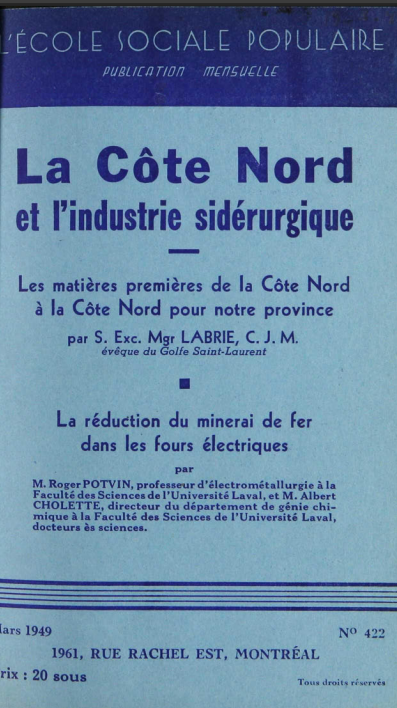 L'ÉCOLE SOCIALE POPULAIRE
PUBLICATION MENSUELLE
La Côte Nord
et l'industrie sidérurgique
Les matières premières de la Côte Nord
à la Côte Nord pour notre province
par S. Exc. Mgr LABRIE, C. J. M.
évêque du Golfe Saint-Laurent
La réduction du minerai de fer
dans les fours électriques
par
M. Roger POTVIN, professeur d'électrométallurgie à la
Faculté des Sciences de l'Université Laval, et M. Albert
CHOLETTE, directeur du département de génie chi-
mique à la Faculté des Sciences de l'Université Laval,
docteurs ès sciences.
Mars 1949
Nº 422
1961, RUE RACHEL EST, MONTRÉAL
rix : 20 sous
Tous droits réservés